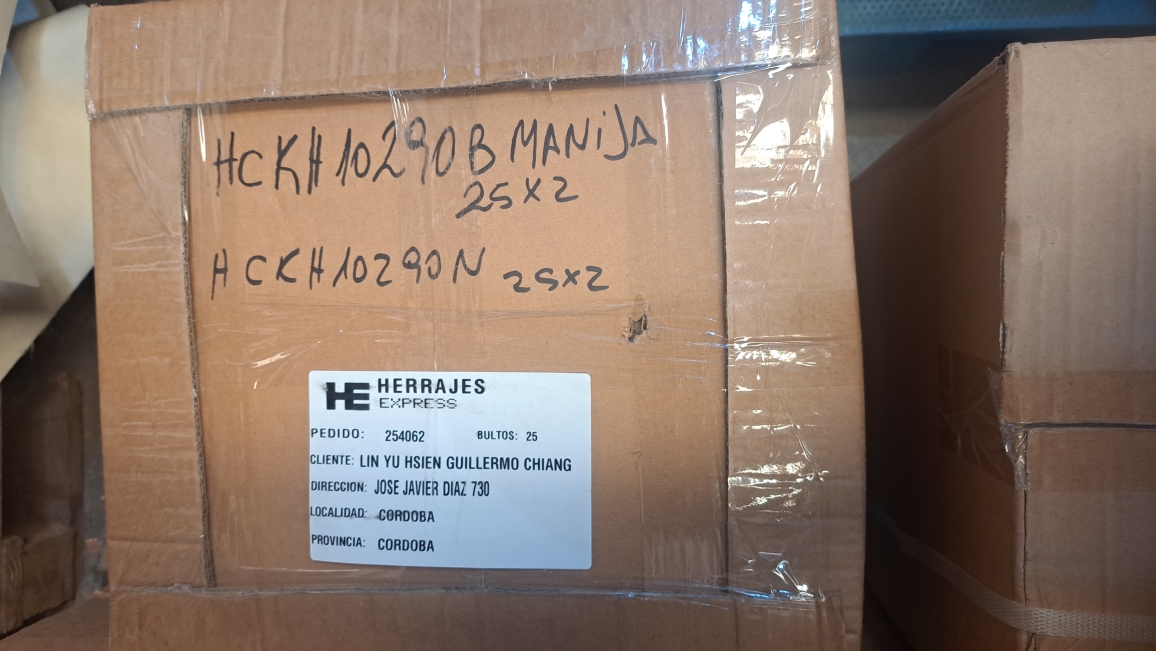 HCKH10290B MANIJA
25X2
HCKH10290N 25X2
HE HERRAJES
EXPRESS
PEDIDO: 254062 BULTOS: 25
CLIENTE: LIN YU HSIEN GUILLERMO CHIANG
DIRECCION: JOSE JAVIER DIAZ 730
LOCALIDAD: CORDOBA
PROVINCIA: CORDOBA